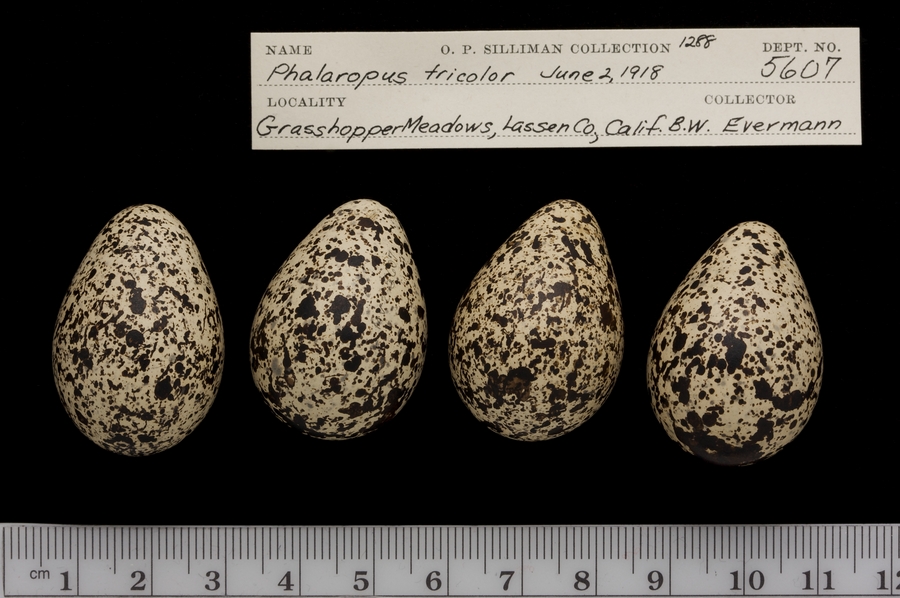 NAME O. P. SILLIMAN COLLECTION 1288 DEPT. NO.
Phalaropus tricolor June 2, 1918 5607
LOCALITY COLLECTOR
Grasshopper Meadows, Lassen Co, Calif. B.W. Evermann
cm 1 2 3 4 5 6 7 8 9 10 11 12